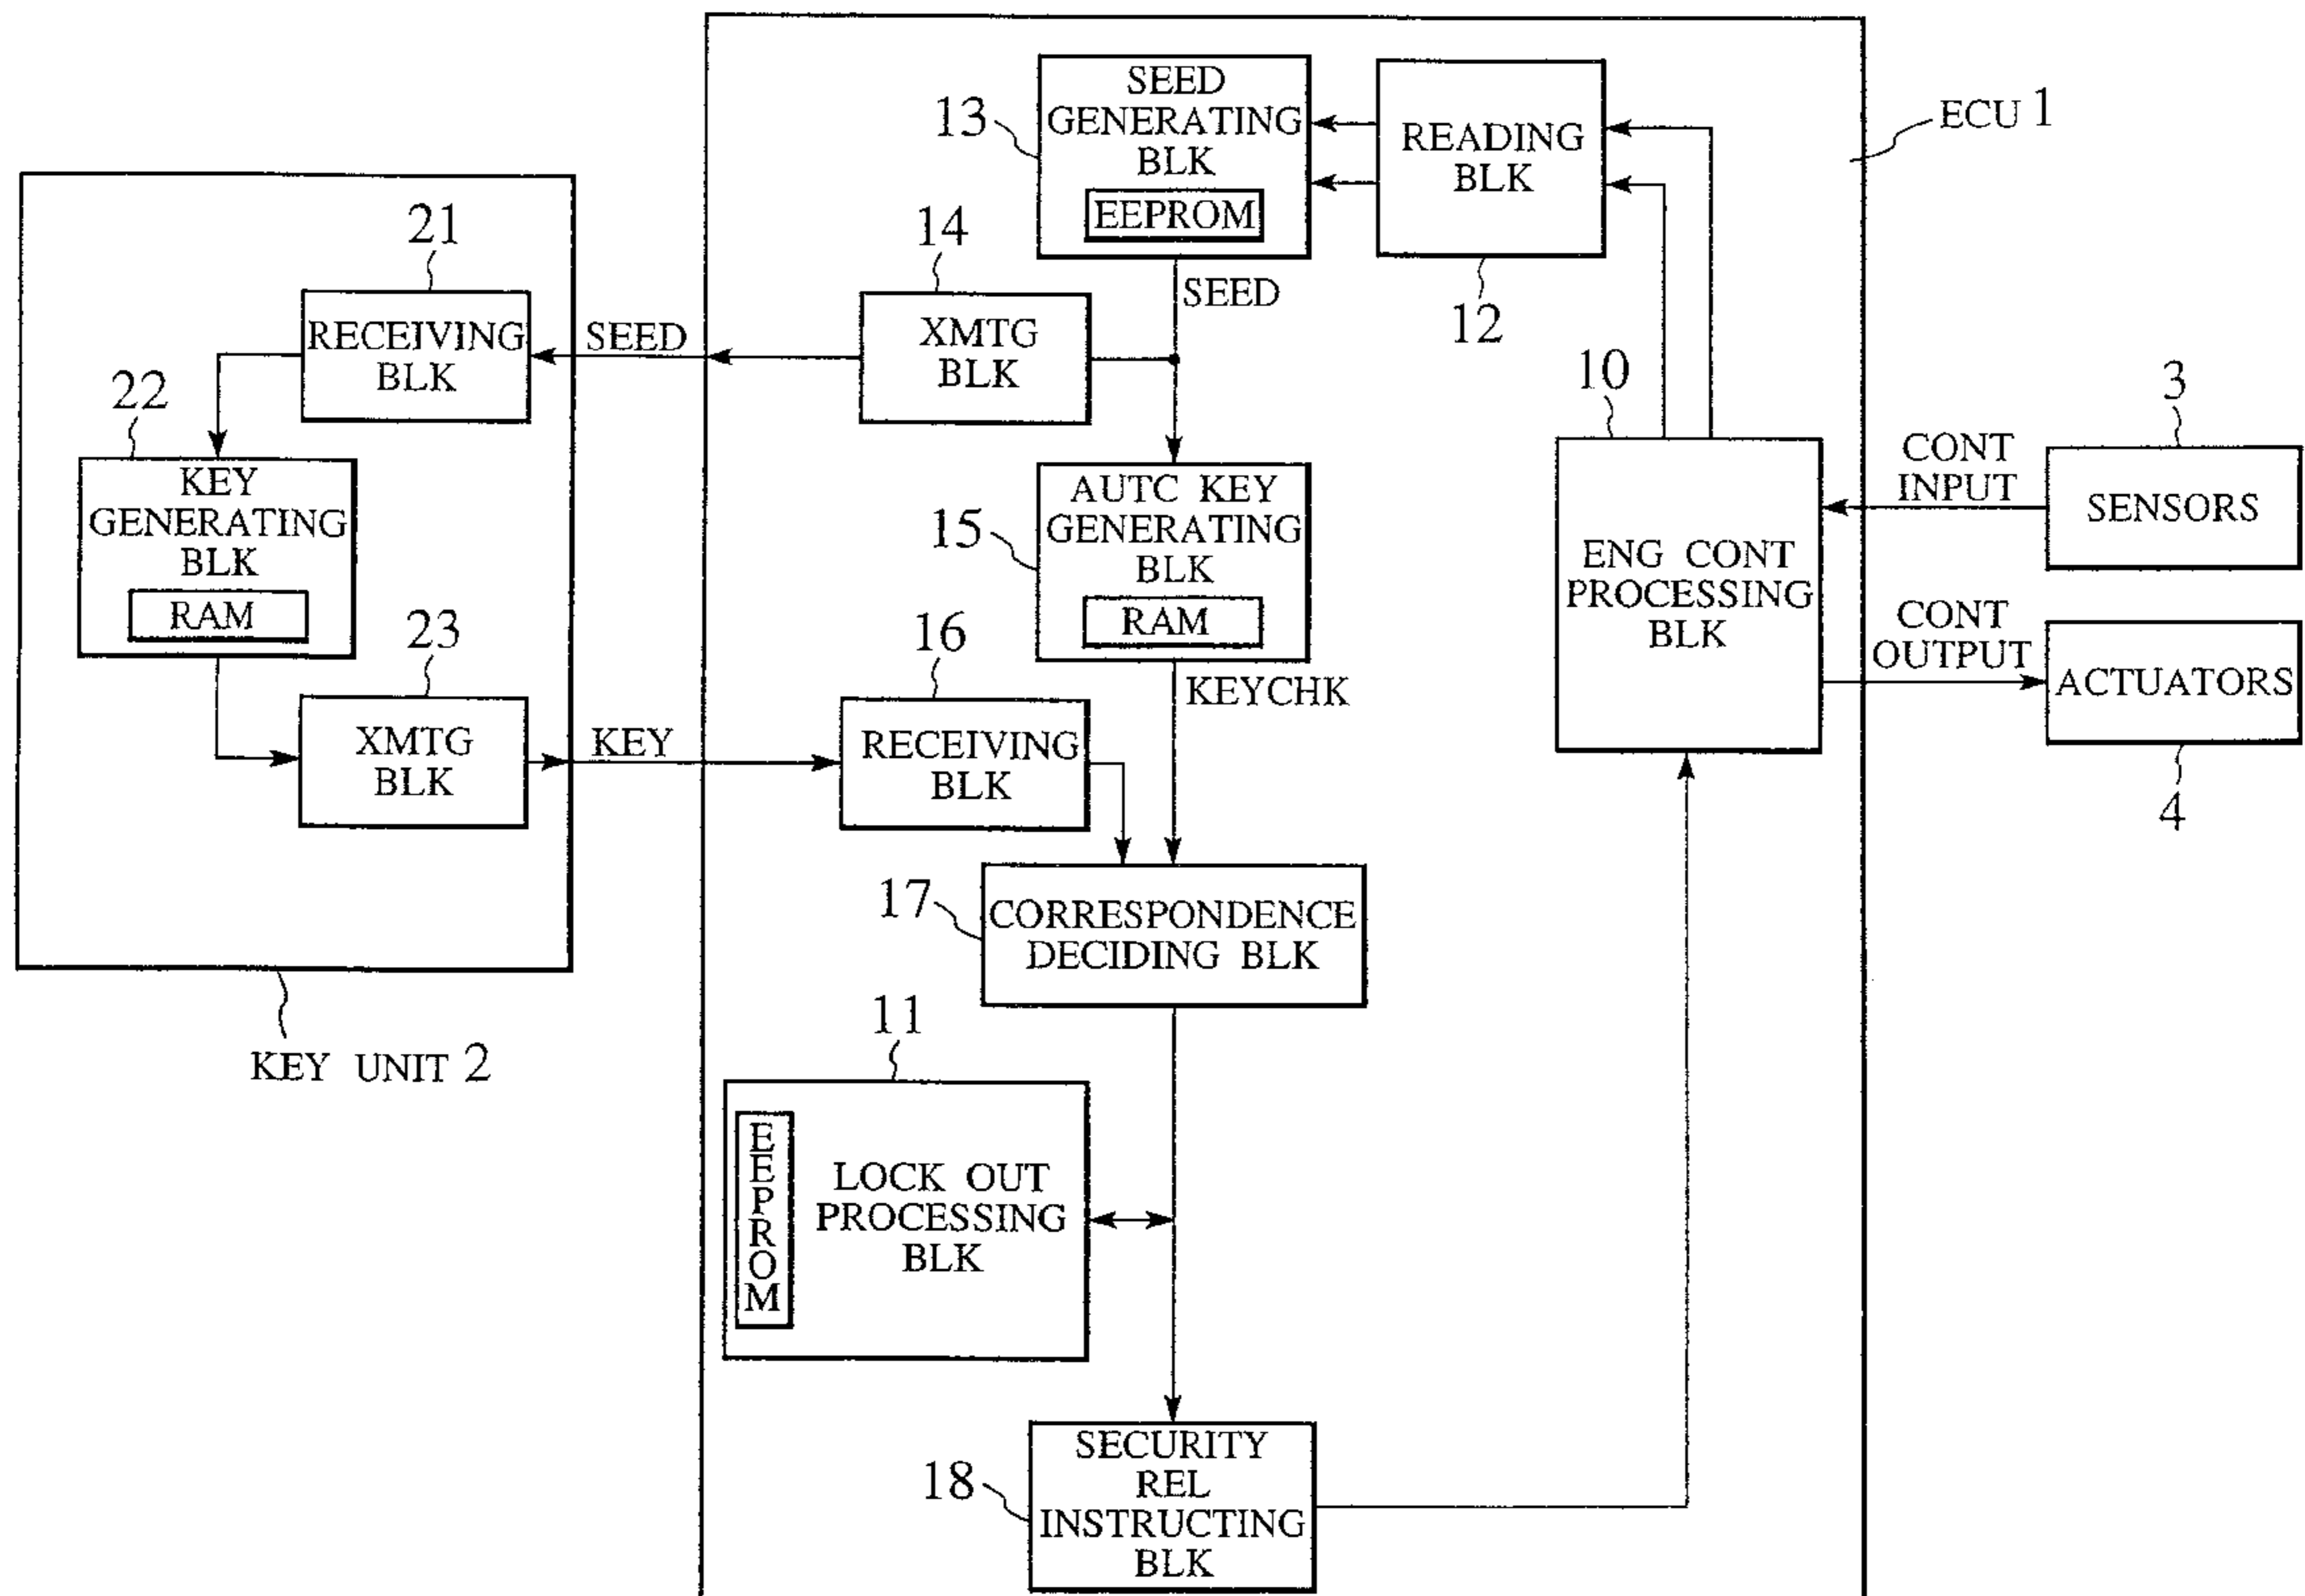 ECU 1
13
SEED
GENERATING
BLK
EEPROM
READING
BLK
12
21
RECEIVING
BLK
SEED
14
XMTG
BLK
SEED
22
KEY
GENERATING
BLK
RAM
15
AUTC KEY
GENERATING
BLK
RAM
10
ENG CONT
PROCESSING
BLK
CONT
INPUT
3
SENSORS
CONT
OUTPUT
ACTUATORS
4
23
XMTG
BLK
KEY
16
RECEIVING
BLK
KEYCHK
17
CORRESPONDENCE
DECIDING BLK
KEY UNIT 2
11
EEPROM
LOCK OUT
PROCESSING
BLK
18
SECURITY
REL
INSTRUCTING
BLK